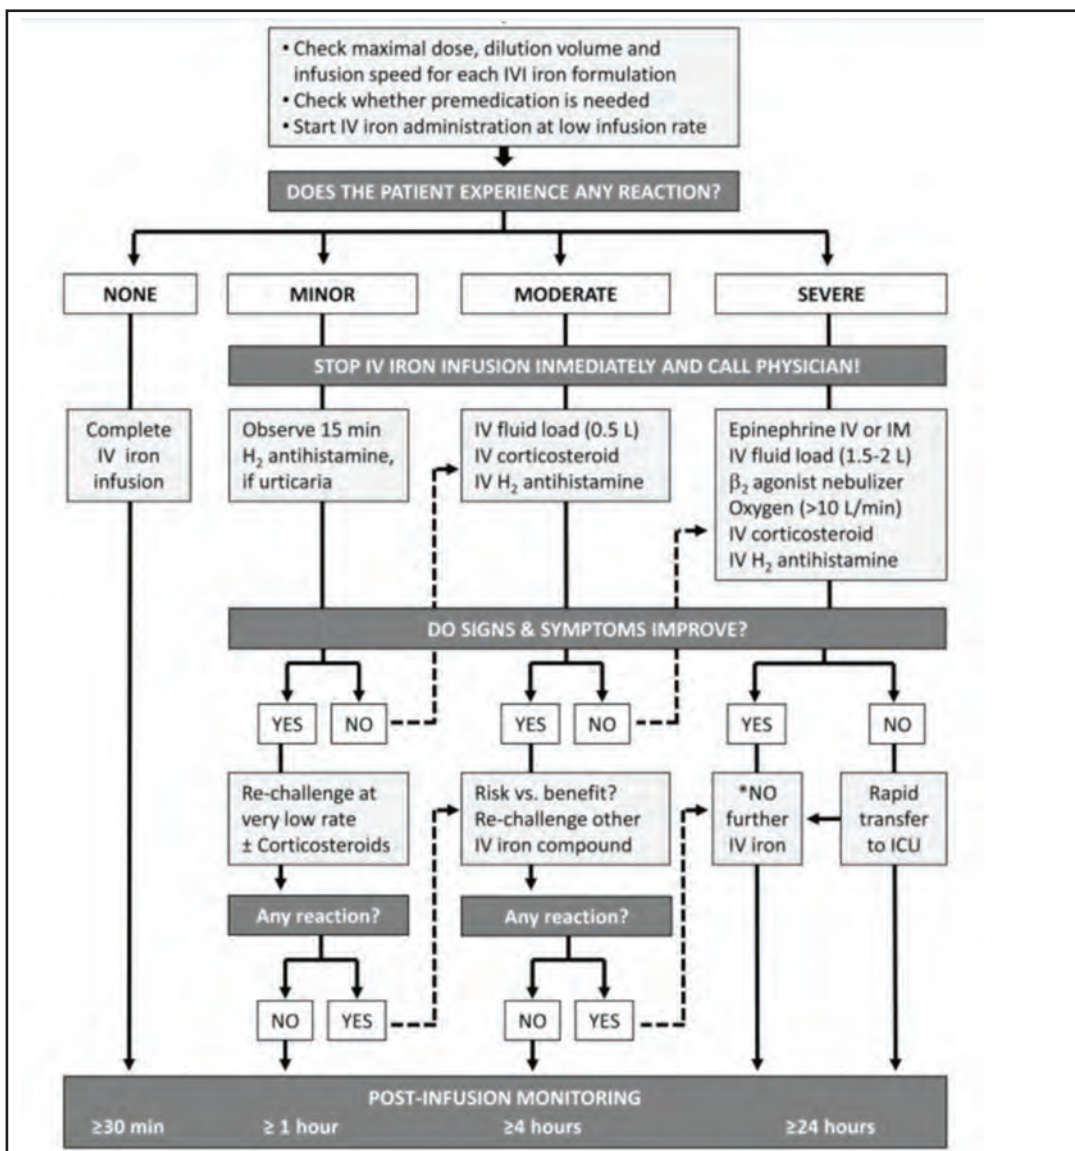 • Check maximal dose, dilution volume and
infusion speed for each IVI iron formulation
• Check whether premedication is needed
• Start IV iron administration at low infusion rate
DOES THE PATIENT EXPERIENCE ANY REACTION?
NONE
MINOR
MODERATE
SEVERE
STOP IV IRON INFUSION INMEDIATELY AND CALL PHYSICIAN!
Complete
IV iron
infusion
Observe 15 min
H₂ antihistamine,
if urticaria
IV fluid load (0.5 L)
IV corticosteroid
IV H₂ antihistamine
Epinephrine IV or IM
IV fluid load (1.5-2 L)
β₂ agonist nebulizer
Oxygen (>10 L/min)
IV corticosteroid
IV H₂ antihistamine
DO SIGNS & SYMPTOMS IMPROVE?
YES
NO
YES
NO
YES
NO
Re-challenge at
very low rate
± Corticosteroids
Risk vs. benefit?
Re-challenge other
IV iron compound
*NO
further
IV iron
Rapid
transfer
to ICU
Any reaction?
Any reaction?
NO
YES
NO
YES
POST-INFUSION MONITORING
≥30 min
≥ 1 hour
≥4 hours
≥24 hours